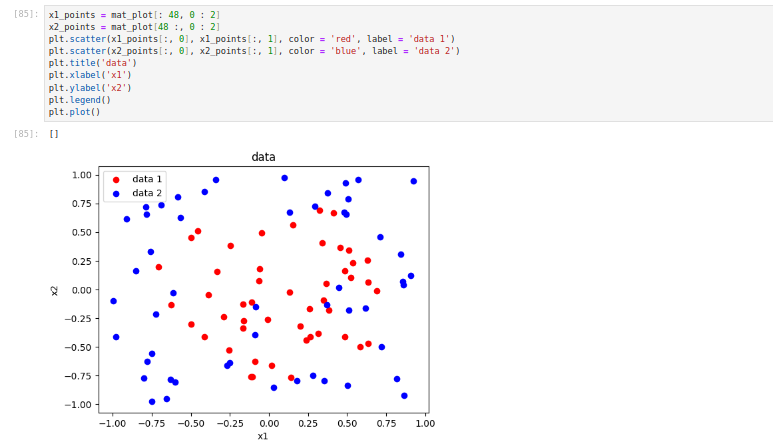 [85]: x1_points = mat_plot[: 48, 0 : 2]
x2_points = mat_plot[48 :, 0 : 2]
plt.scatter(x1_points[:, 0], x1_points[:, 1], color = 'red', label = 'data 1')
plt.scatter(x2_points[:, 0], x2_points[:, 1], color = 'blue', label = 'data 2')
plt.title('data')
plt.xlabel('x1')
plt.ylabel('x2')
plt.legend()
plt.plot()
[85]: []
data
data 1
data 2
1.00
0.75
0.50
0.25
0.00
−0.25
−0.50
−0.75
−1.00
x2
−1.00 −0.75 −0.50 −0.25 0.00 0.25 0.50 0.75 1.00
x1